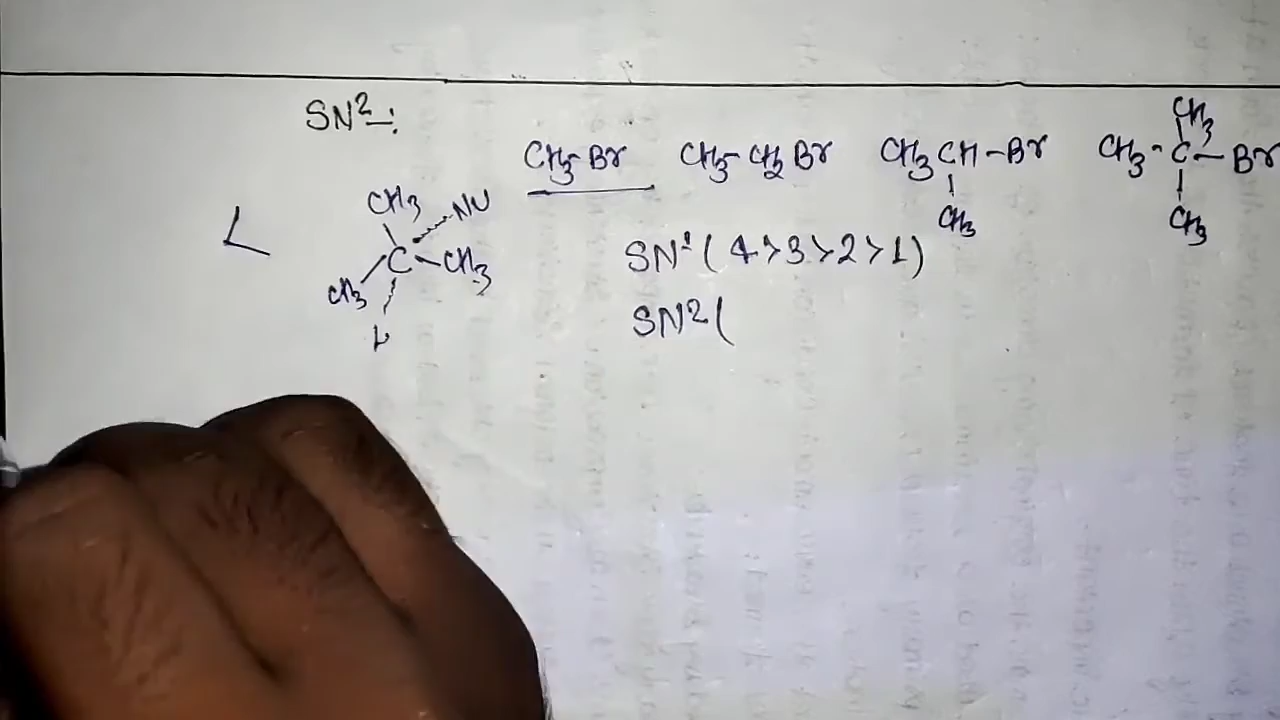 SN2-:
CH3-Br CH3-CH2Br CH3CH-Br CH3-C-Br
CH3
CH3
CH3
CH3 NU
C CH3
CH3
L
SN1(4>3>2>1)
SN2(